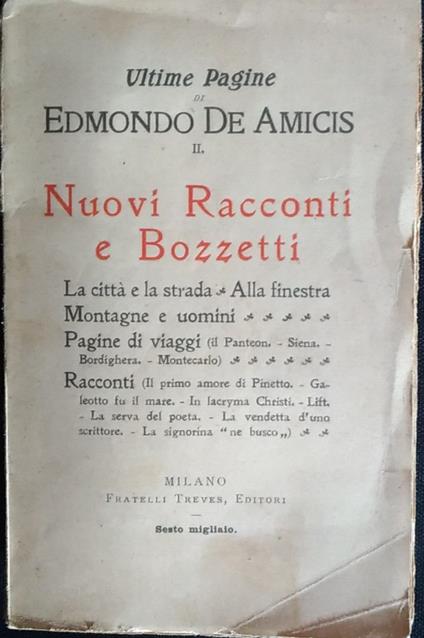 Ultime Pagine
DI
EDMONDO DE AMICIS
II.
Nuovi Racconti
e Bozzetti
La città e la strada Alla finestra
Montagne e uomini
Pagine di viaggi (il Panteon. - Siena. -
Bordighera. - Montecarlo)
Racconti (Il primo amore di Pinetto. - Ga-
leotto fu il mare. - In lacryma Christi. - Lift.
- La serva del poeta. - La vendetta d'uno
scrittore. - La signorina "ne busco„)
MILANO
FRATELLI TREVES, EDITORI
Sesto migliaio.